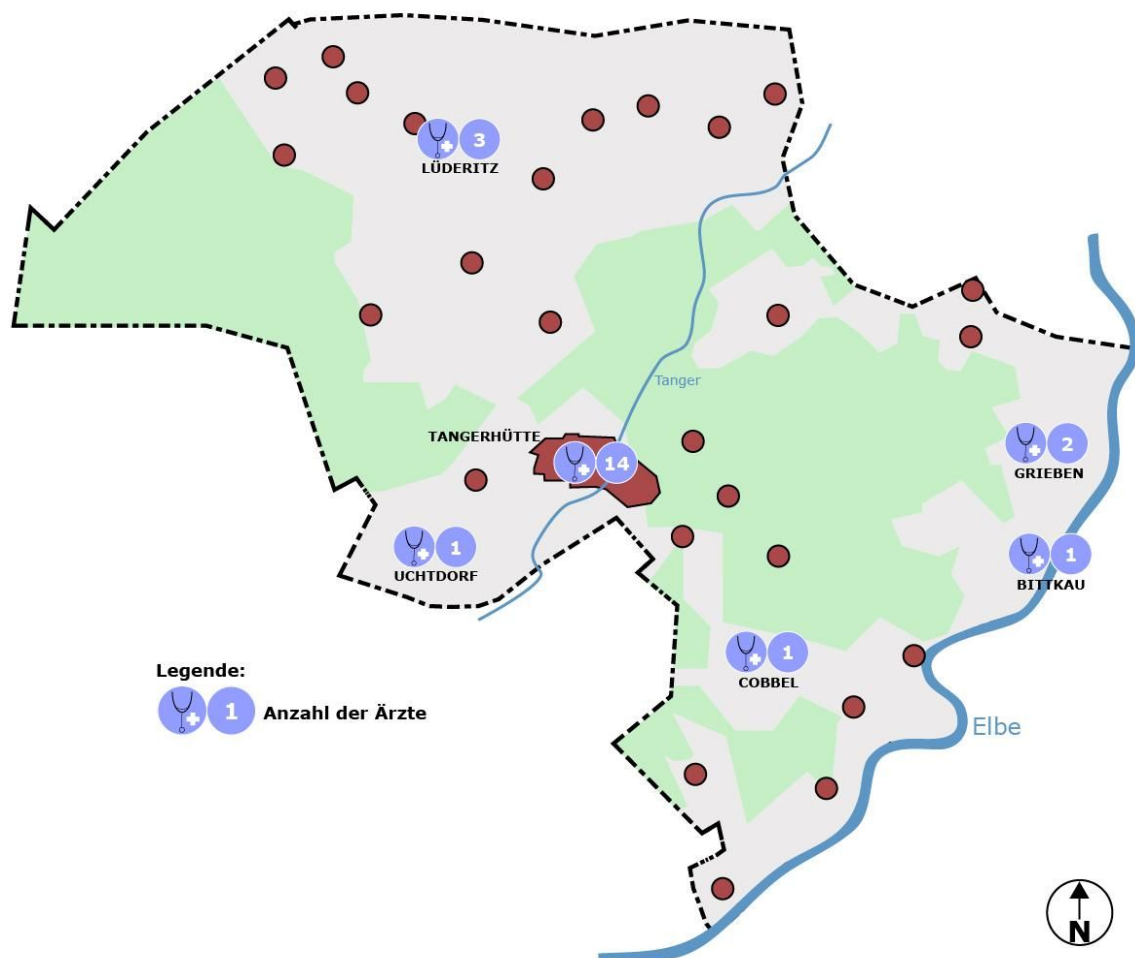 3
LÜDERITZ
Tanger
TANGERHÜTTE
14
2
GRIEBEN
1
UCHTDORF
1
BITTKAU
1
COBBEL
Legende:
1 Anzahl der Ärzte
Elbe
N